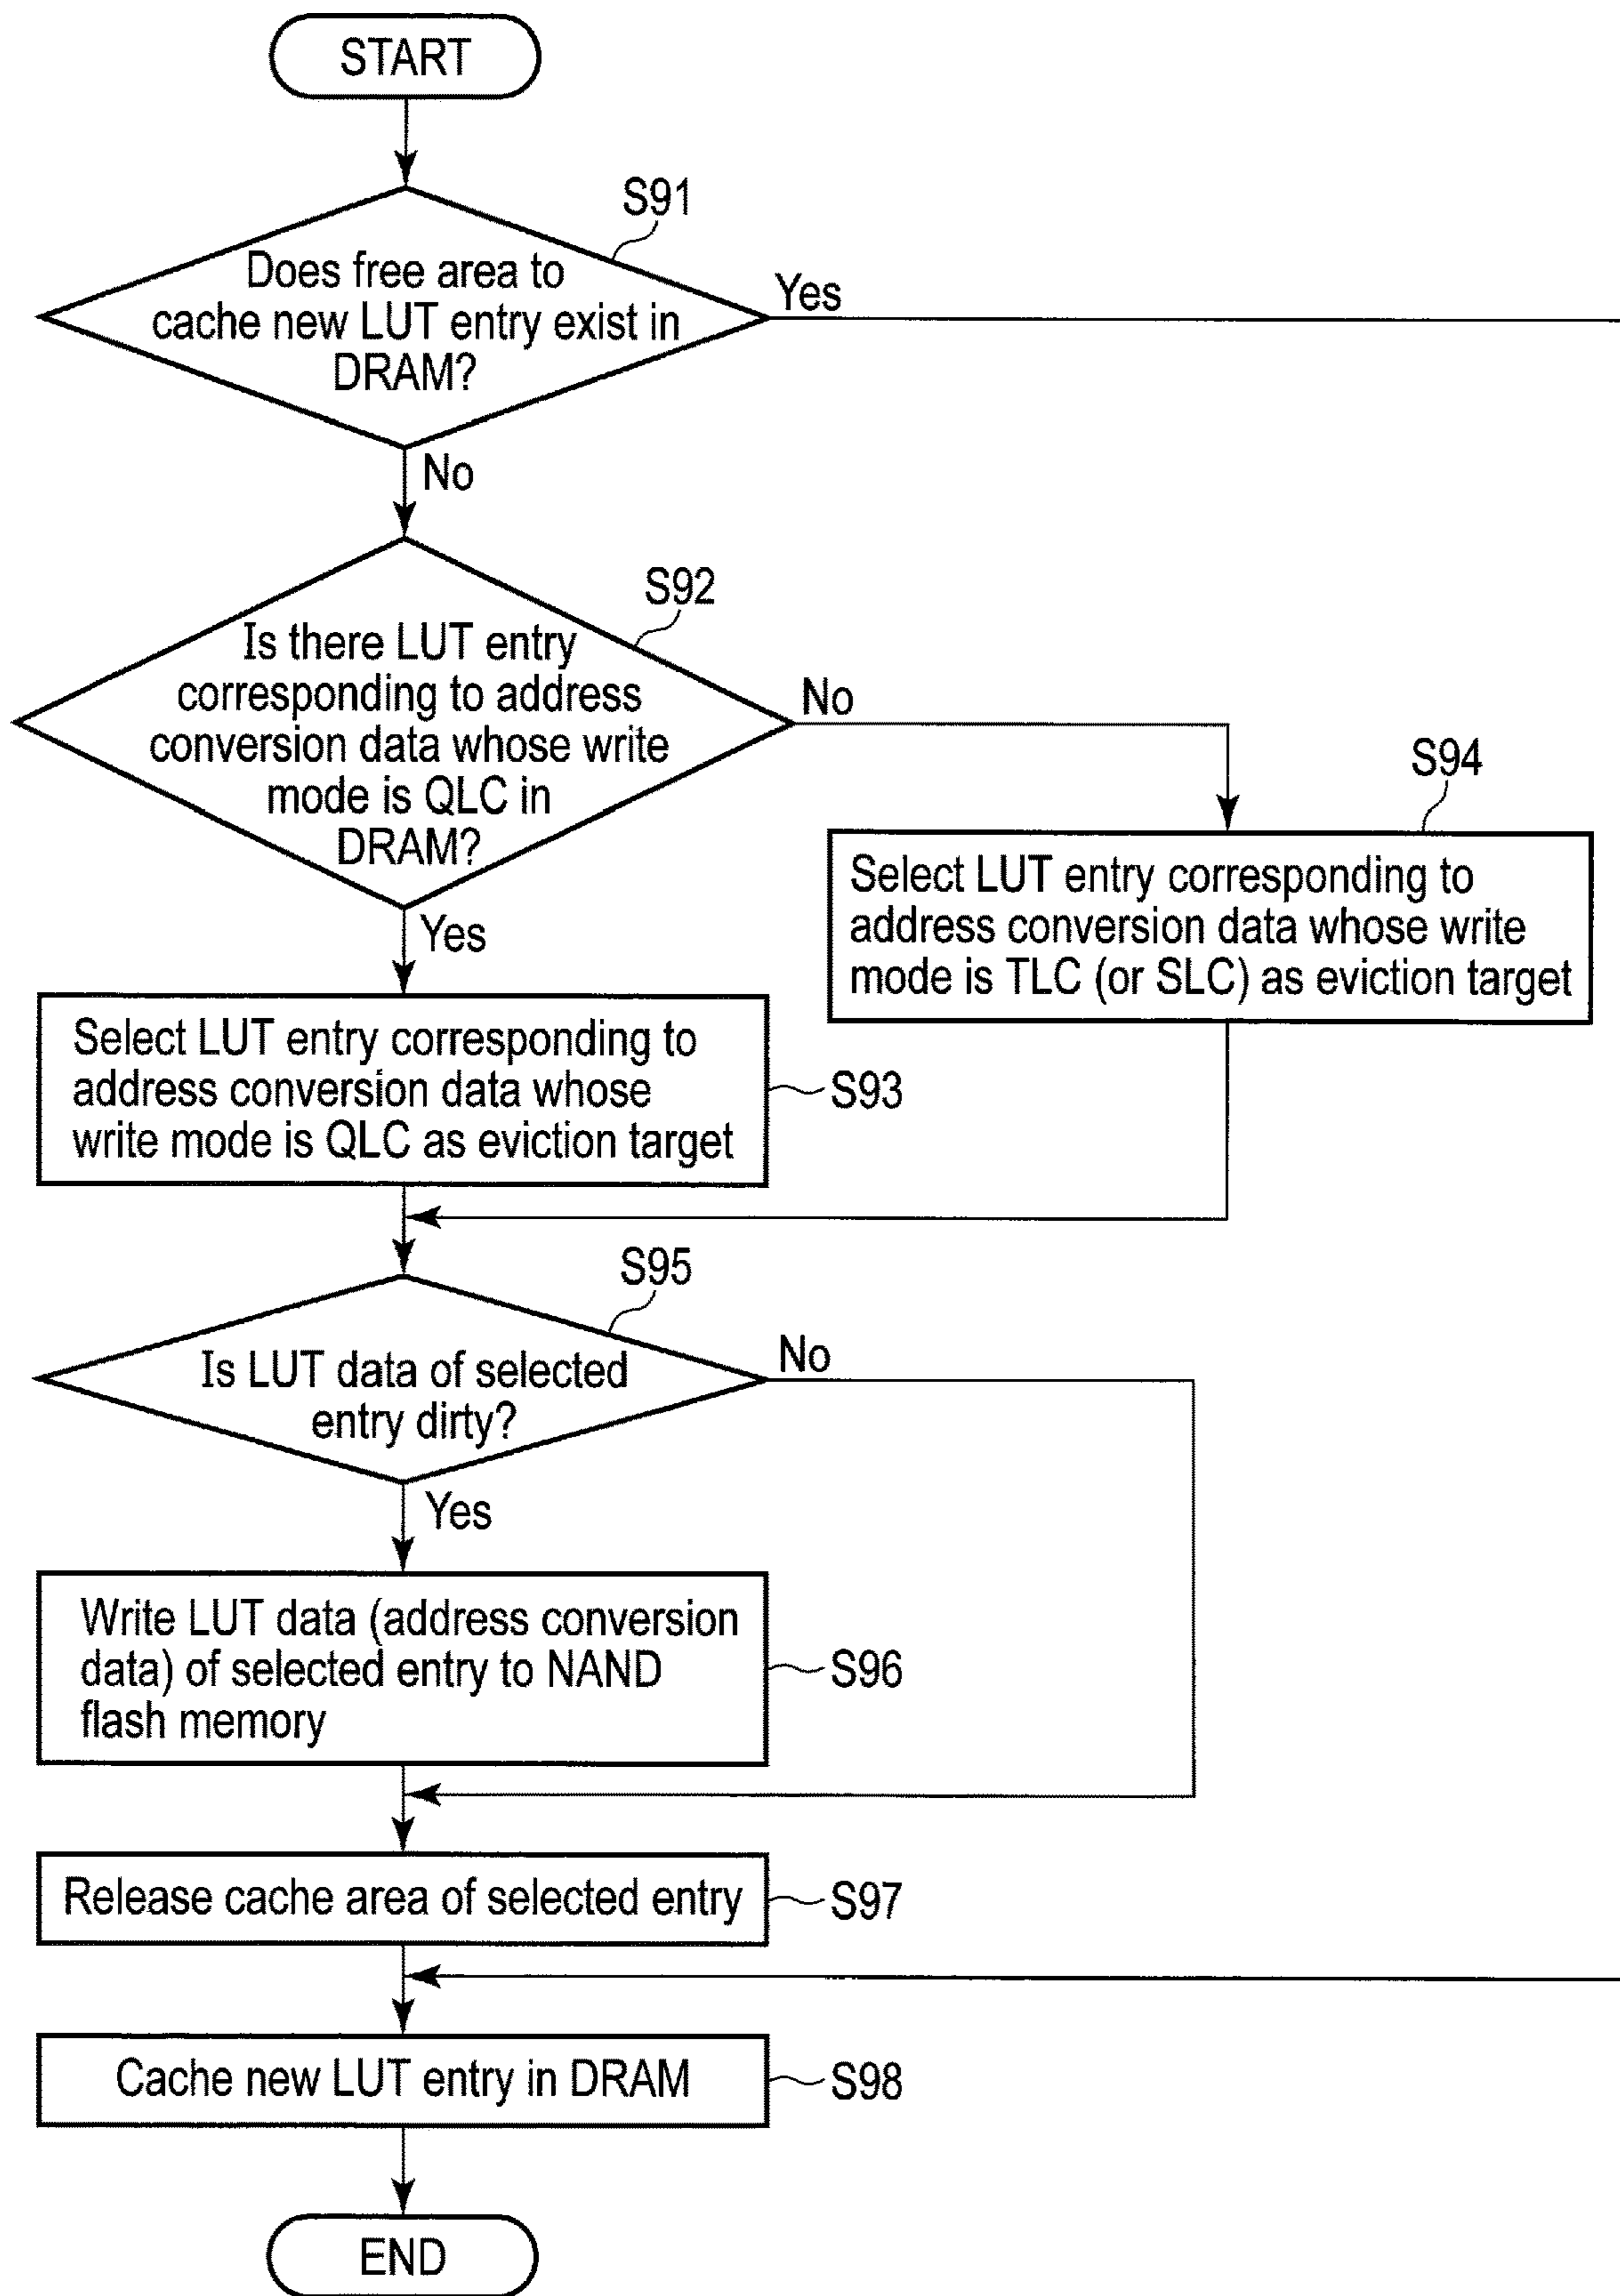 START
S91
Does free area to
cache new LUT entry exist in
DRAM?
Yes
No
S92
Is there LUT entry
corresponding to address
conversion data whose write
mode is QLC in
DRAM?
No
Yes
S94
Select LUT entry corresponding to
address conversion data whose write
mode is TLC (or SLC) as eviction target
Select LUT entry corresponding to
address conversion data whose
write mode is QLC as eviction target
S93
S95
Is LUT data of selected
entry dirty?
No
Yes
Write LUT data (address conversion
data) of selected entry to NAND
flash memory
S96
Release cache area of selected entry
S97
Cache new LUT entry in DRAM
S98
END